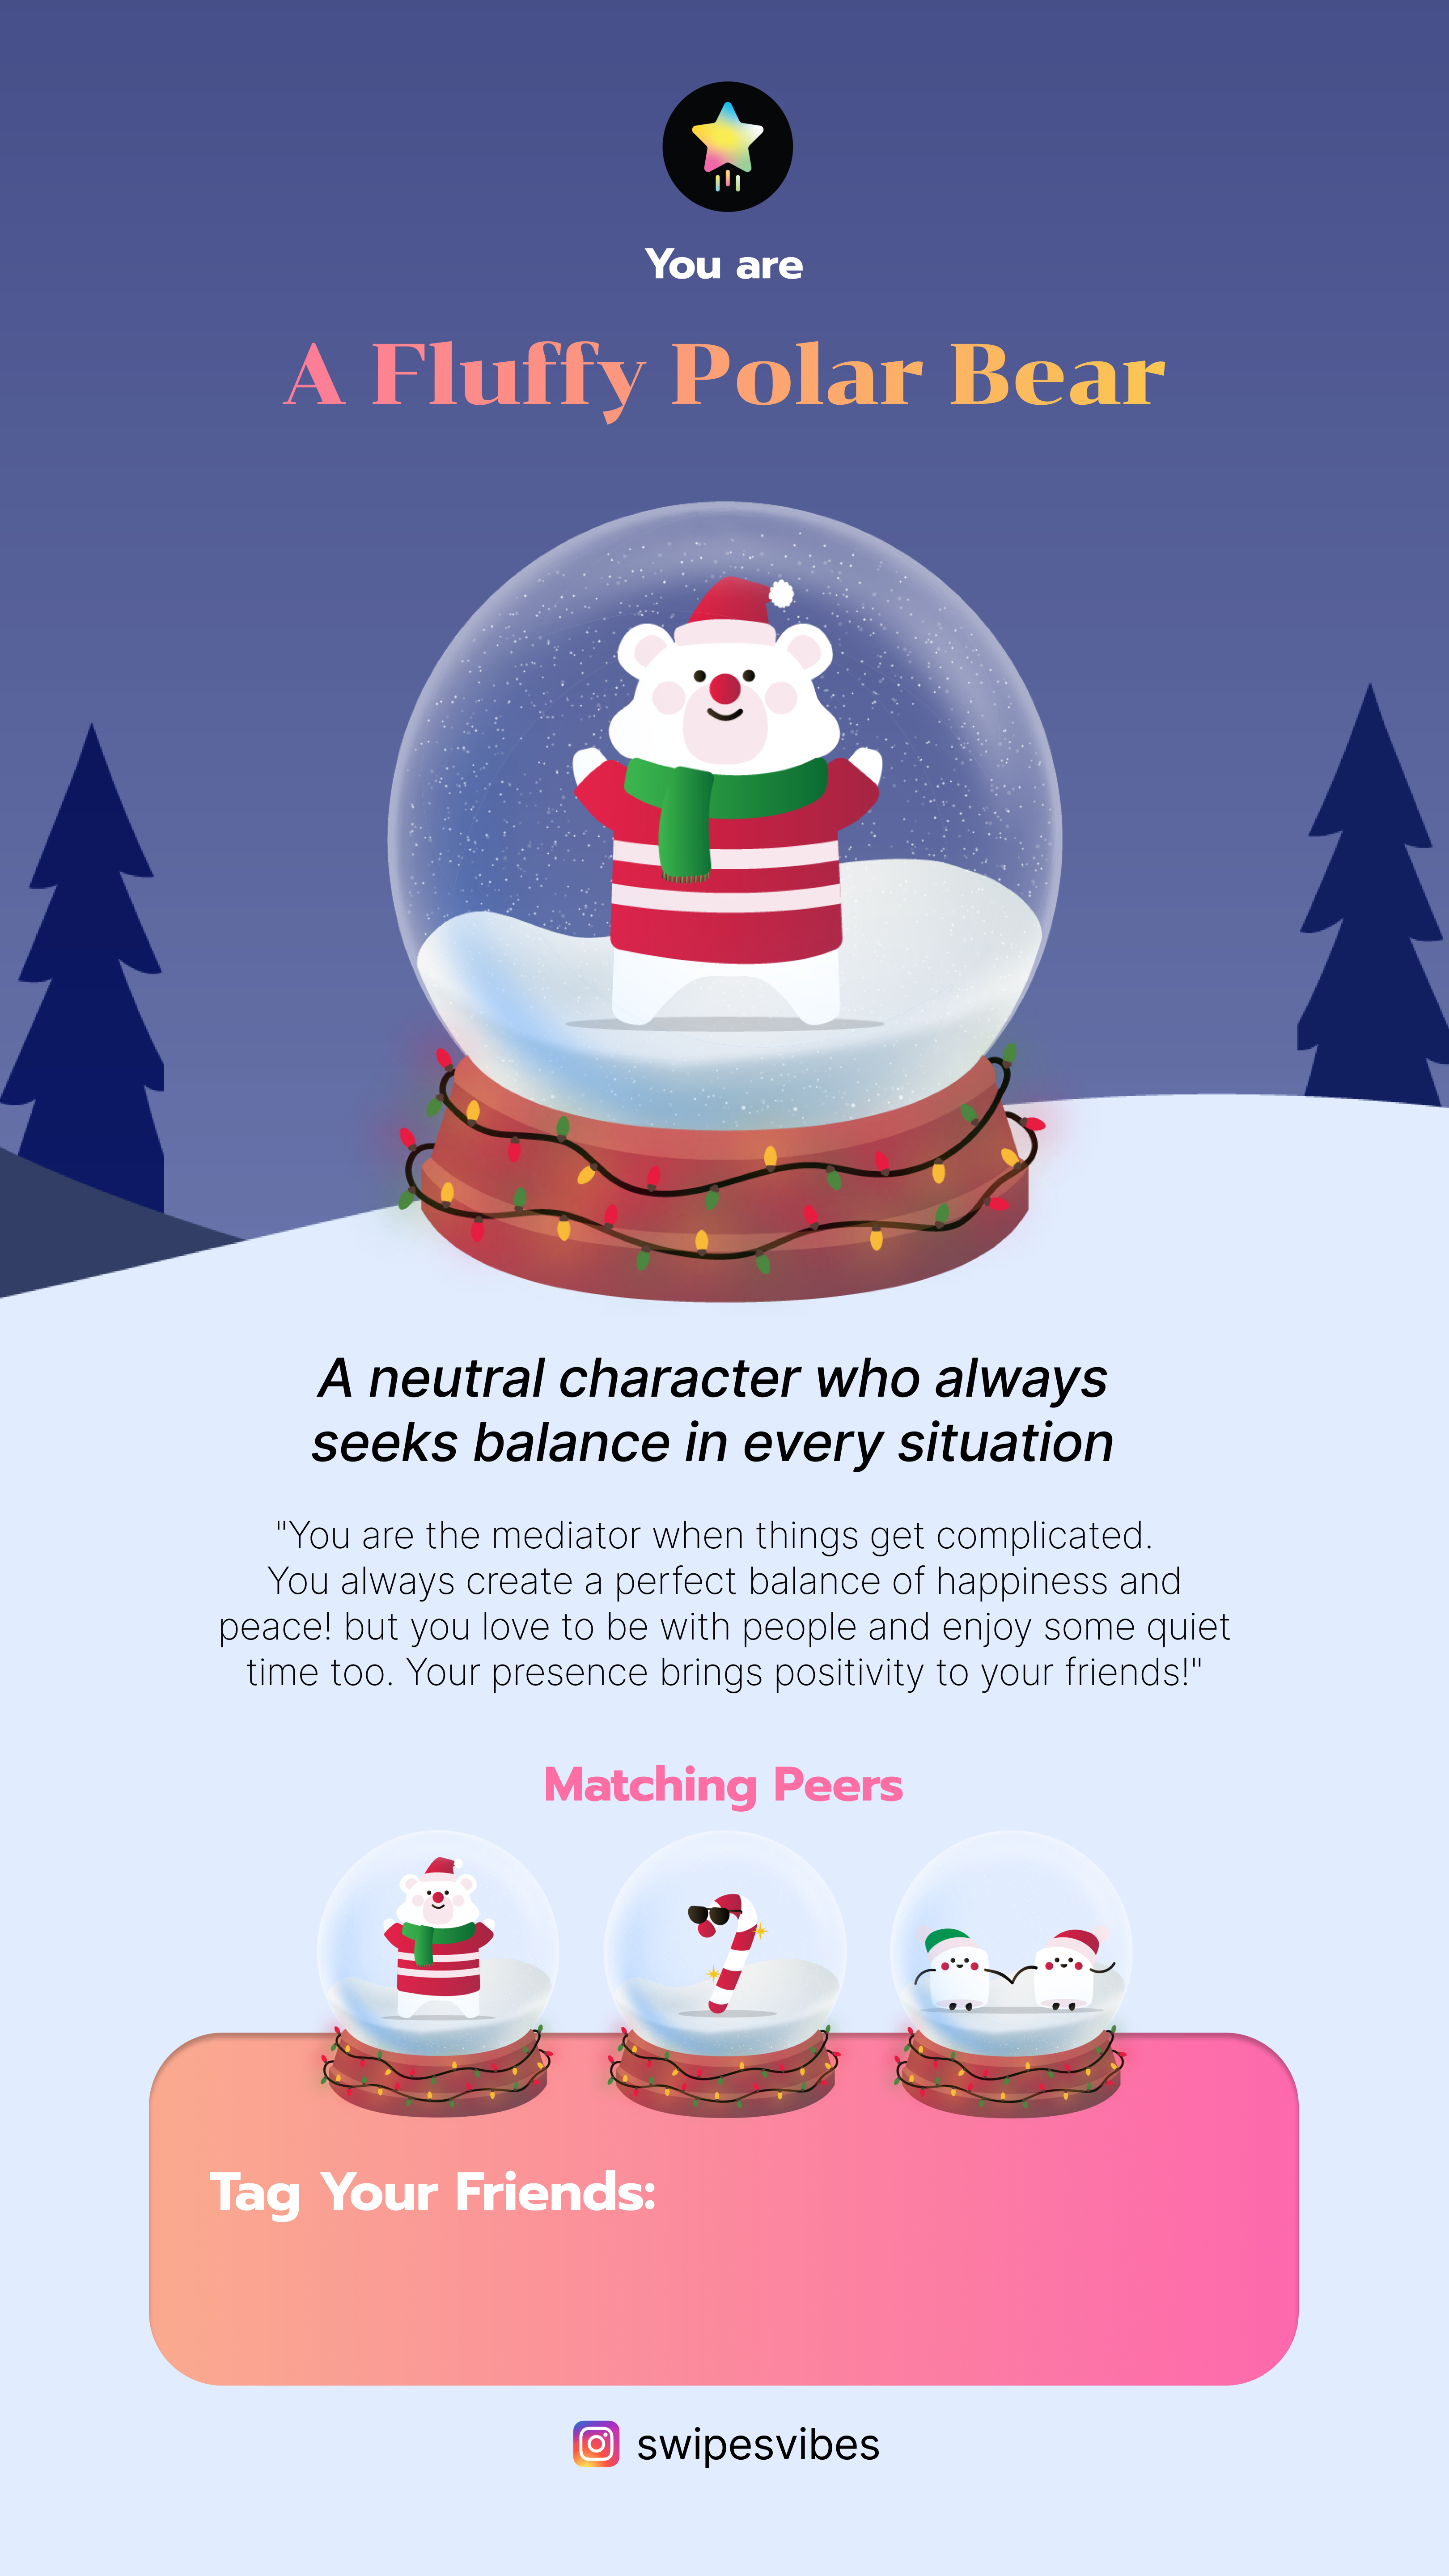 You are
A Fluffy Polar Bear
A neutral character who always
seeks balance in every situation
"You are the mediator when things get complicated.
You always create a perfect balance of happiness and
peace! but you love to be with people and enjoy some quiet
time too. Your presence brings positivity to your friends!"
Matching Peers
Tag Your Friends:
swipesvibes